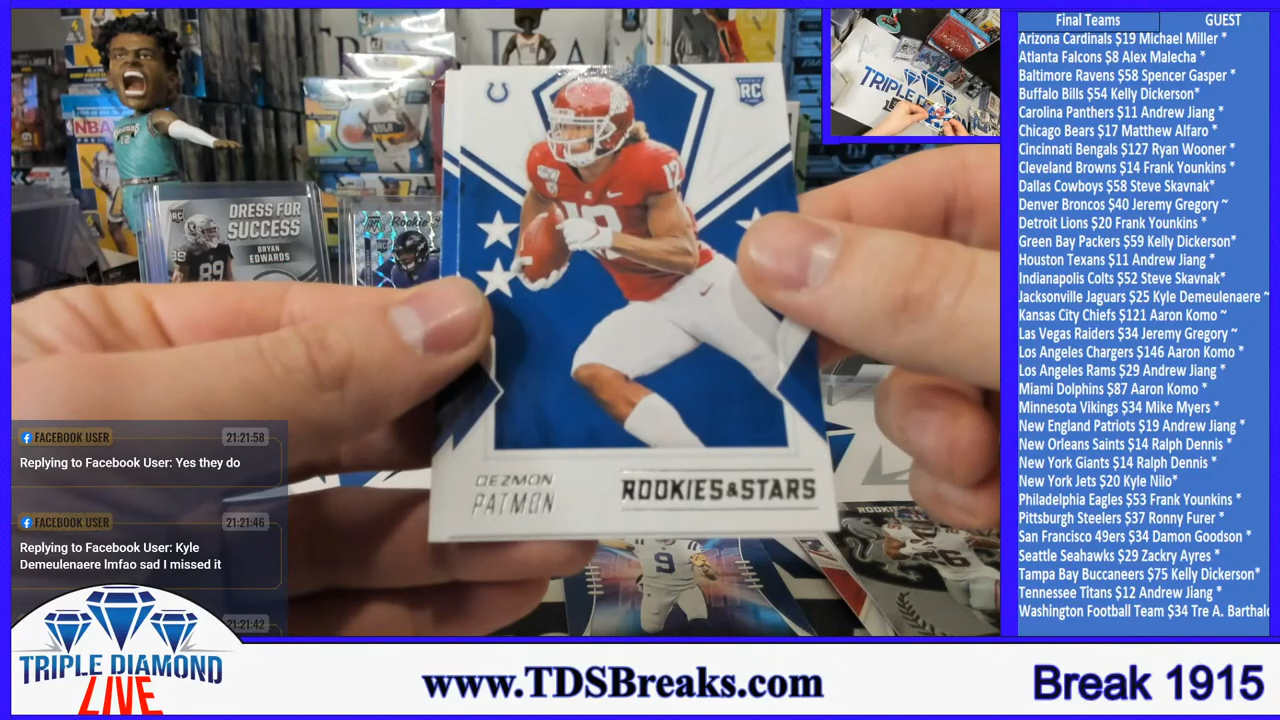 Final Teams GUEST
Arizona Cardinals $19 Michael Miller *
Atlanta Falcons $8 Alex Malecha *
Baltimore Ravens $58 Spencer Gasper *
Buffalo Bills $54 Kelly Dickerson*
Carolina Panthers $11 Andrew Jiang *
Chicago Bears $17 Matthew Alfaro *
Cincinnati Bengals $127 Ryan Wooner *
Cleveland Browns $14 Frank Younkins *
Dallas Cowboys $58 Steve Skavnak*
Denver Broncos $40 Jeremy Gregory ~
Detroit Lions $20 Frank Younkins *
Green Bay Packers $59 Kelly Dickerson*
Houston Texans $11 Andrew Jiang *
Indianapolis Colts $52 Steve Skavnak*
Jacksonville Jaguars $25 Kyle Demeulenaere ~
Kansas City Chiefs $121 Aaron Komo ~
Las Vegas Raiders $34 Jeremy Gregory ~
Los Angeles Chargers $146 Aaron Komo *
Los Angeles Rams $29 Andrew Jiang *
Miami Dolphins $87 Aaron Komo *
Minnesota Vikings $34 Mike Myers *
New England Patriots $19 Andrew Jiang *
New Orleans Saints $14 Ralph Dennis *
New York Giants $14 Ralph Dennis *
New York Jets $20 Kyle Nilo*
Philadelphia Eagles $53 Frank Younkins *
Pittsburgh Steelers $37 Ronny Furer *
San Francisco 49ers $34 Damon Goodson *
Seattle Seahawks $29 Zackry Ayres *
Tampa Bay Buccaneers $75 Kelly Dickerson*
Tennessee Titans $12 Andrew Jiang *
Washington Football Team $34 Tre A. Barthalo
RC
12
12
DEZMON
PATMON
ROOKIES&STARS
RC
DRESS FOR
SUCCESS
BRYAN
EDWARDS
89
NBA
TRIPLE D
FACEBOOK USER 21:21:58
Replying to Facebook User: Yes they do
FACEBOOK USER 21:21:46
Replying to Facebook User: Kyle
Demeulenaere lmfao sad I missed it
21:21:42
TRIPLE DIAMOND
LIVE
www.TDSBreaks.com
Break 1915